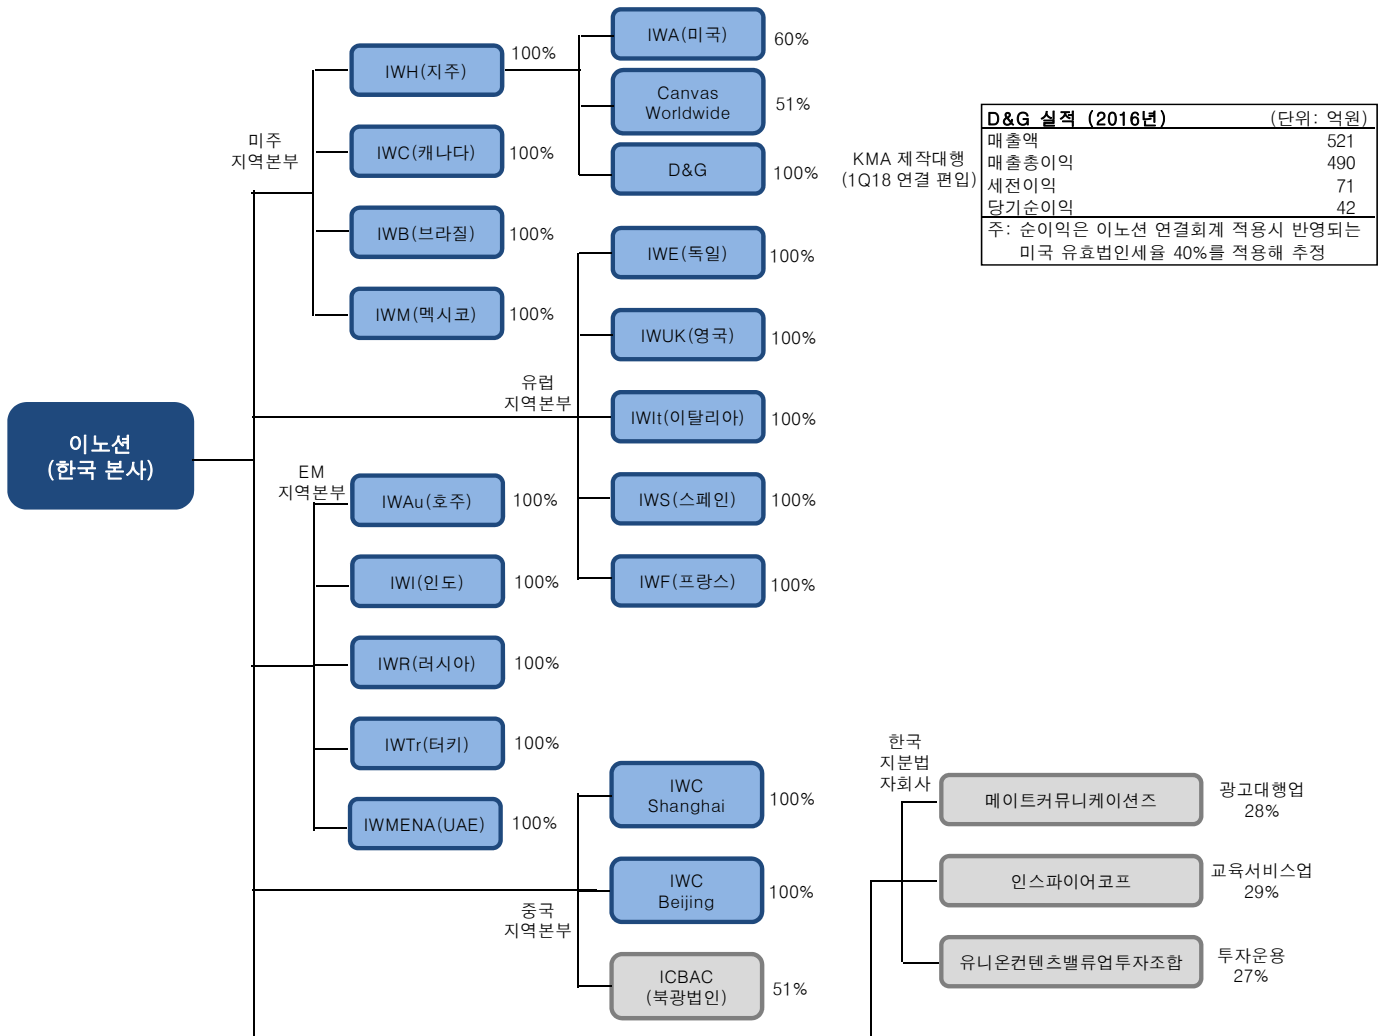 이노션
(한국 본사)
미주
지역본부
IWH(지주)
100%
IWC(캐나다)
100%
IWB(브라질)
100%
IWM(멕시코)
100%
IWA(미국)
60%
Canvas
Worldwide
51%
D&G
100%
KMA 제작대행
(1Q18 연결 편입)
D&G 실적 (2016년) (단위: 억원)
매출액 521
매출총이익 490
세전이익 71
당기순이익 42
주: 순이익은 이노션 연결회계 적용시 반영되는
미국 유효법인세율 40%를 적용해 추정
유럽
지역본부
IWE(독일)
100%
IWUK(영국)
100%
IWIt(이탈리아)
100%
IWS(스페인)
100%
IWF(프랑스)
100%
EM
지역본부
IWAu(호주)
100%
IWI(인도)
100%
IWR(러시아)
100%
IWTr(터키)
100%
IWMENA(UAE)
100%
중국
지역본부
IWC
Shanghai
100%
IWC
Beijing
100%
ICBAC
(북광법인)
51%
한국
지분법
자회사
메이트커뮤니케이션즈
광고대행업
28%
인스파이어코프
교육서비스업
29%
유니온컨텐츠밸류업투자조합
투자운용
27%